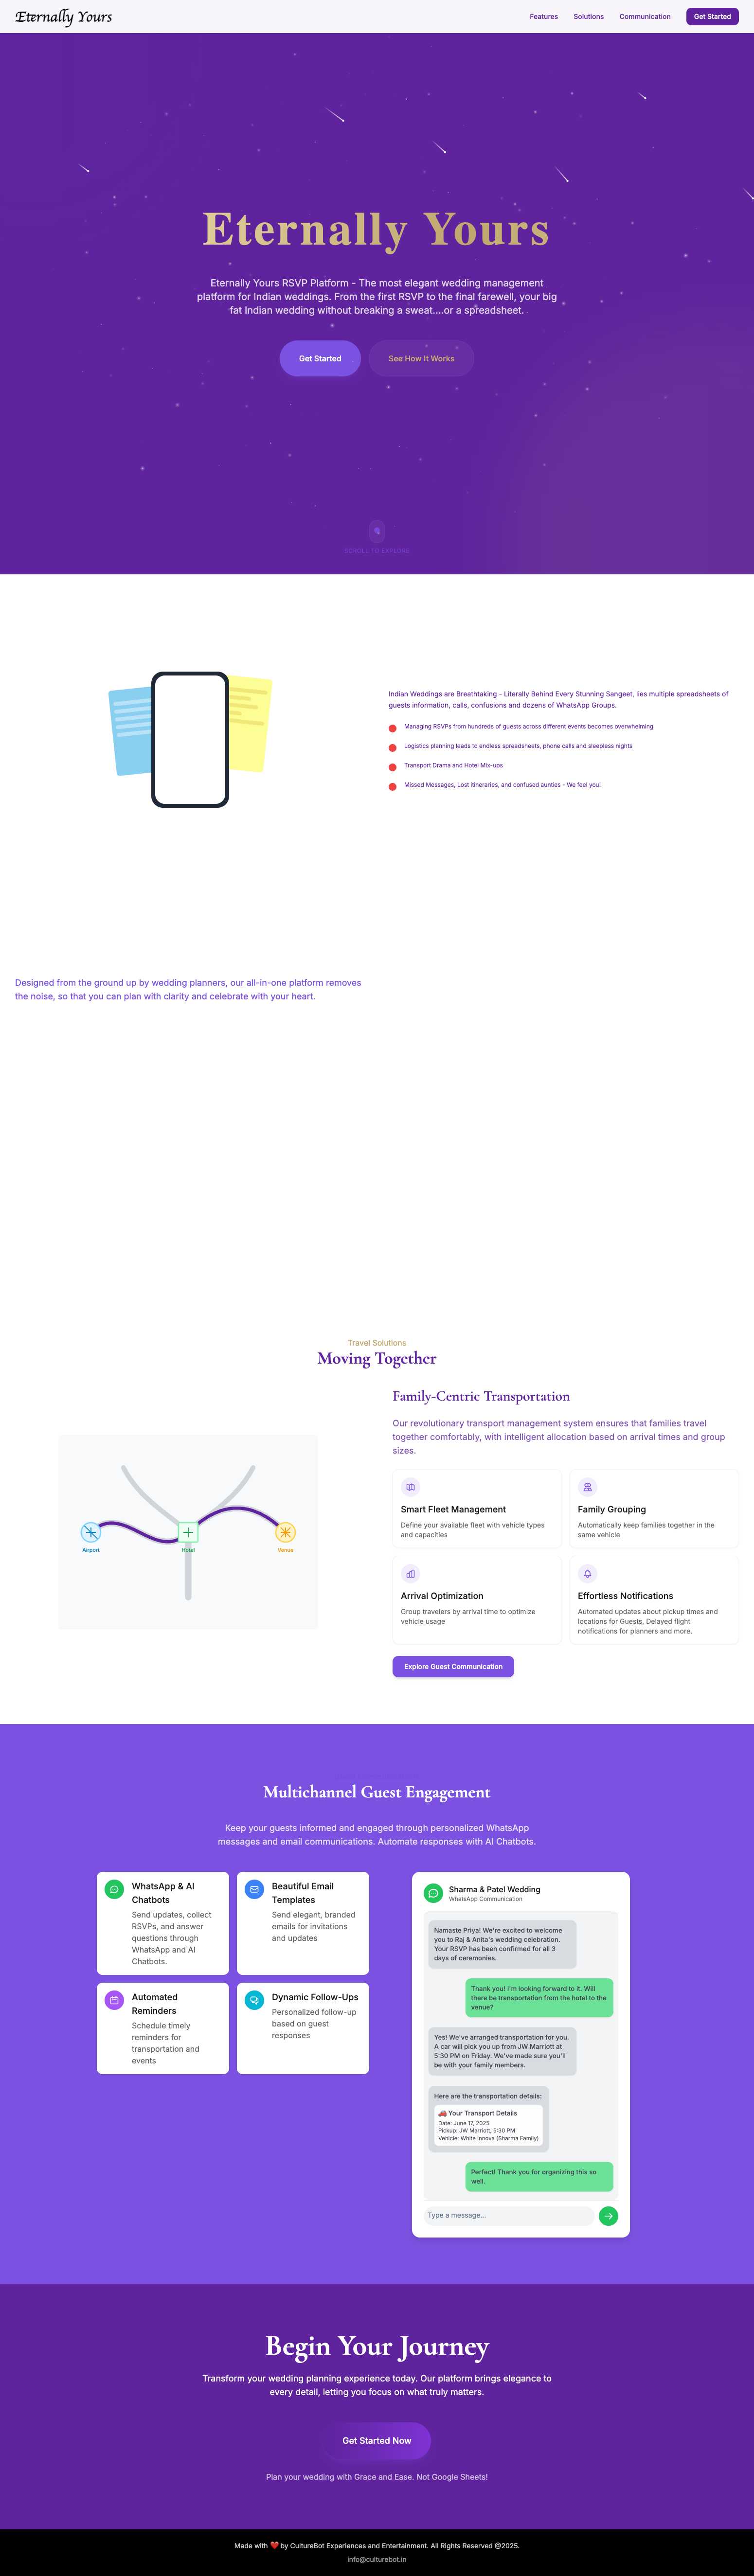 Eternally Yours
Features
Solutions
Communication
Get Started
Eternally Yours
Eternally Yours RSVP Platform - The most elegant wedding management
platform for Indian weddings. From the first RSVP to the final farewell, your big
fat Indian wedding without breaking a sweat....or a spreadsheet.
Get Started
See How It Works
SCROLL TO EXPLORE
Indian Weddings are Breathtaking - Literally Behind Every Stunning Sangeet, lies multiple spreadsheets of
guests information, calls, confusions and dozens of WhatsApp Groups.
Managing RSVPs from hundreds of guests across different events becomes overwhelming
Logistics planning leads to endless spreadsheets, phone calls and sleepless nights
Transport Drama and Hotel Mix-ups
Missed Messages, Lost itineraries, and confused aunties - We feel you!
Designed from the ground up by wedding planners, our all-in-one platform removes
the noise, so that you can plan with clarity and celebrate with your heart.
Travel Solutions
Moving Together
Airport
Hotel
Venue
Family-Centric Transportation
Our revolutionary transport management system ensures that families travel
together comfortably, with intelligent allocation based on arrival times and group
sizes.
Smart Fleet Management
Define your available fleet with vehicle types
and capacities
Family Grouping
Automatically keep families together in the
same vehicle
Arrival Optimization
Group travelers by arrival time to optimize
vehicle usage
Effortless Notifications
Automated updates about pickup times and
locations for Guests, Delayed flight
notifications for planners and more.
Explore Guest Communication
Multichannel Guest Engagement
Keep your guests informed and engaged through personalized WhatsApp
messages and email communications. Automate responses with AI Chatbots.
WhatsApp & AI
Chatbots
Send updates, collect
RSVPs, and answer
questions through
WhatsApp and AI
Chatbots.
Beautiful Email
Templates
Send elegant, branded
emails for invitations
and updates
Automated
Reminders
Schedule timely
reminders for
transportation and
events
Dynamic Follow-Ups
Personalized follow-up
based on guest
responses
Sharma & Patel Wedding
WhatsApp Communication
Namaste Priya! We're excited to welcome
you to Raj & Anita's wedding celebration.
Your RSVP has been confirmed for all 3
days of ceremonies.
Thank you! I'm looking forward to it. Will
there be transportation from the hotel to the
venue?
Yes! We've arranged transportation for you.
A car will pick you up from JW Marriott at
5:30 PM on Friday. We've made sure you'll
be with your family members.
Here are the transportation details:
🚗 Your Transport Details
Date: June 17, 2025
Pickup: JW Marriott, 5:30 PM
Vehicle: White Innova (Sharma Family)
Perfect! Thank you for organizing this so
well.
Type a message...
Begin Your Journey
Transform your wedding planning experience today. Our platform brings elegance to
every detail, letting you focus on what truly matters.
Get Started Now
Plan your wedding with Grace and Ease. Not Google Sheets!
Made with ❤️ by CultureBot Experiences and Entertainment. All Rights Reserved @2025.
info@culturebot.in